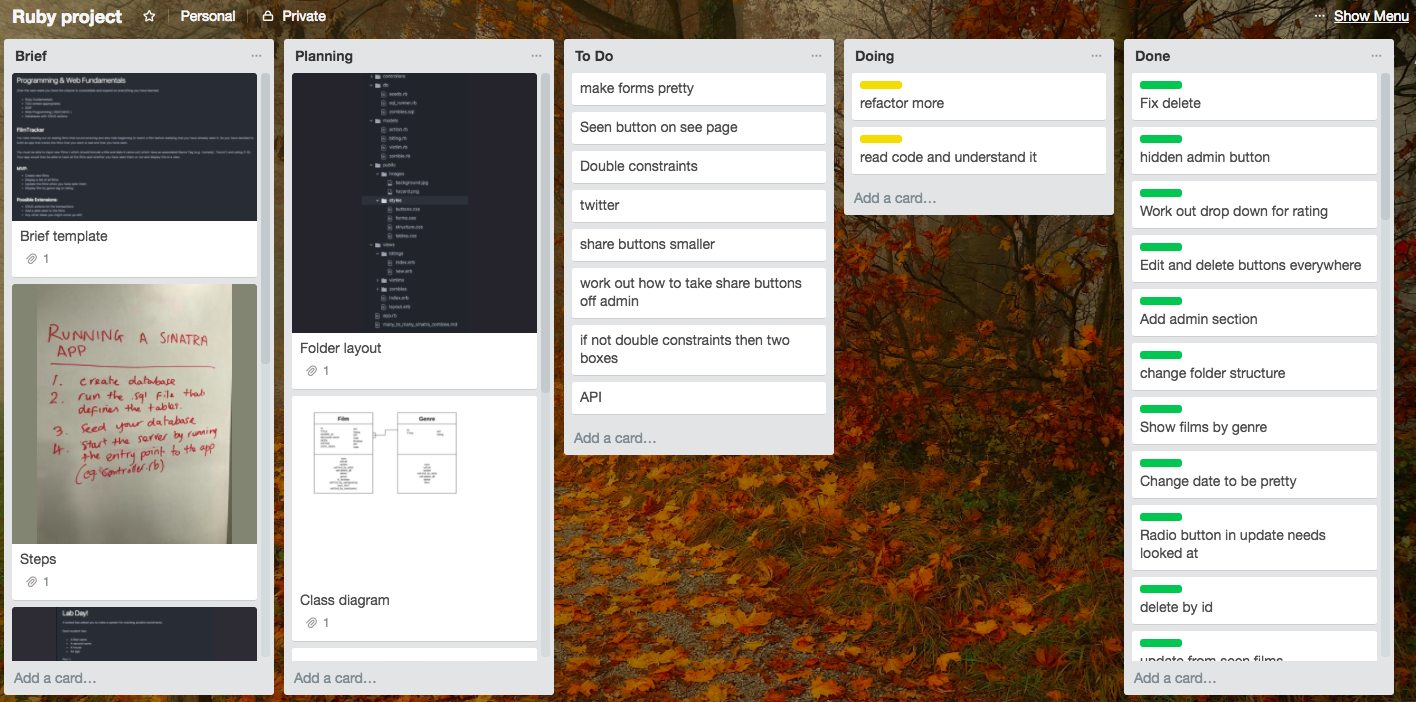 Ruby project
Personal
Private
... Show Menu
Brief
Programming & Web Fundamentals
FilmTracker
MVP:
Possible Extensions:
Brief template
1
RUNNING A SINATRA
APP
1. create database
2. run the .sql file that
defines the tables.
3. Seed your database
4. start the server by running
the entry point to the app
(eg. controller.rb)
Steps
1
Lab Day!
Add a card…
Planning
controllers
db
seeds.rb
sql_runner.rb
zombies.sql
models
action.rb
biting.rb
victim.rb
zombie.rb
public
images
background.jpg
hazard.png
styles
buttons.css
forms.css
structure.css
tables.css
views
bitings
index.erb
new.erb
victims
zombies
index.erb
layout.erb
app.rb
many_to_many_sinatra_zombies.md
Folder layout
1
Film
Genre
Class diagram
1
Add a card…
To Do
make forms pretty
Seen button on see page
Double constraints
twitter
share buttons smaller
work out how to take share buttons
off admin
if not double constraints then two
boxes
API
Add a card…
Doing
refactor more
read code and understand it
Add a card…
Done
Fix delete
hidden admin button
Work out drop down for rating
Edit and delete buttons everywhere
Add admin section
change folder structure
Show films by genre
Change date to be pretty
Radio button in update needs
looked at
delete by id
update from seen films
Add a card…